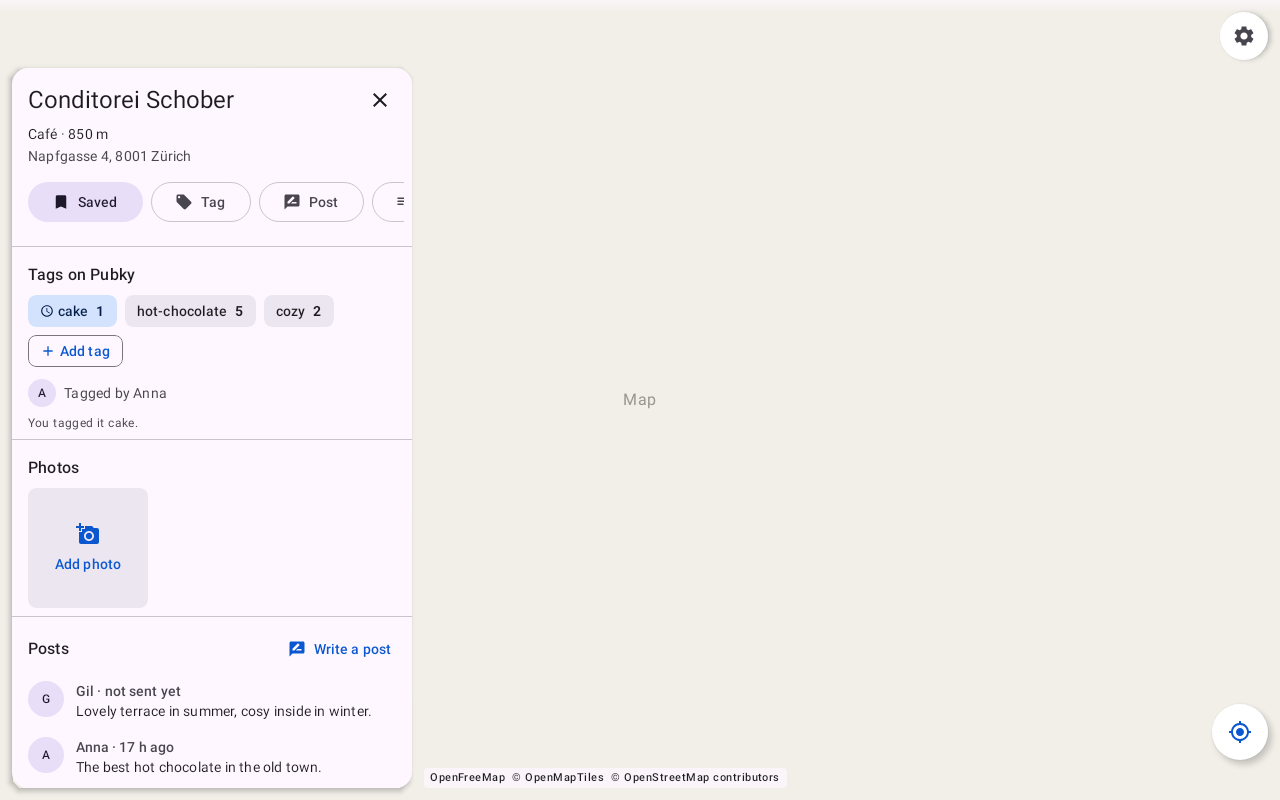 Conditorei Schober
Café · 850 m
Napfgasse 4, 8001 Zürich
Saved
Tag
Post
Tags on Pubky
cake 1
hot-chocolate 5
cozy 2
Add tag
A
Tagged by Anna
You tagged it cake.
Photos
Add photo
Posts
Write a post
G
Gil · not sent yet
Lovely terrace in summer, cosy inside in winter.
A
Anna · 17 h ago
The best hot chocolate in the old town.
Map
OpenFreeMap © OpenMapTiles © OpenStreetMap contributors